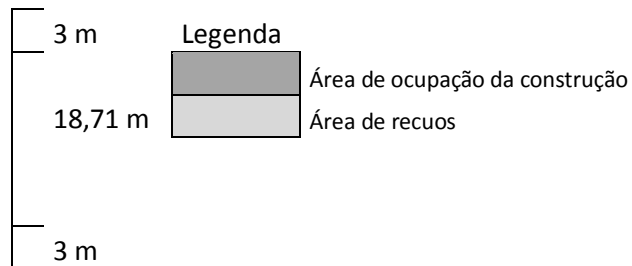 3 m
Legenda
Área de ocupação da construção
18,71 m
Área de recuos
3 m